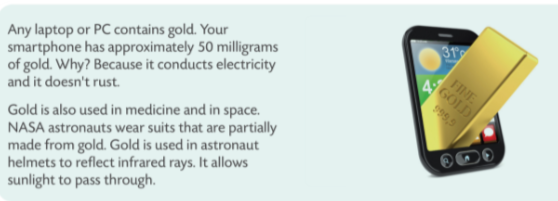 Any laptop or PC contains gold. Your
smartphone has approximately 50 milligrams
of gold. Why? Because it conducts electricity
and it doesn't rust.
Gold is also used in medicine and in space.
NASA astronauts wear suits that are partially
made from gold. Gold is used in astronaut
helmets to reflect infrared rays. It allows
sunlight to pass through.
31°
4:
FINE
GOLD
999.9